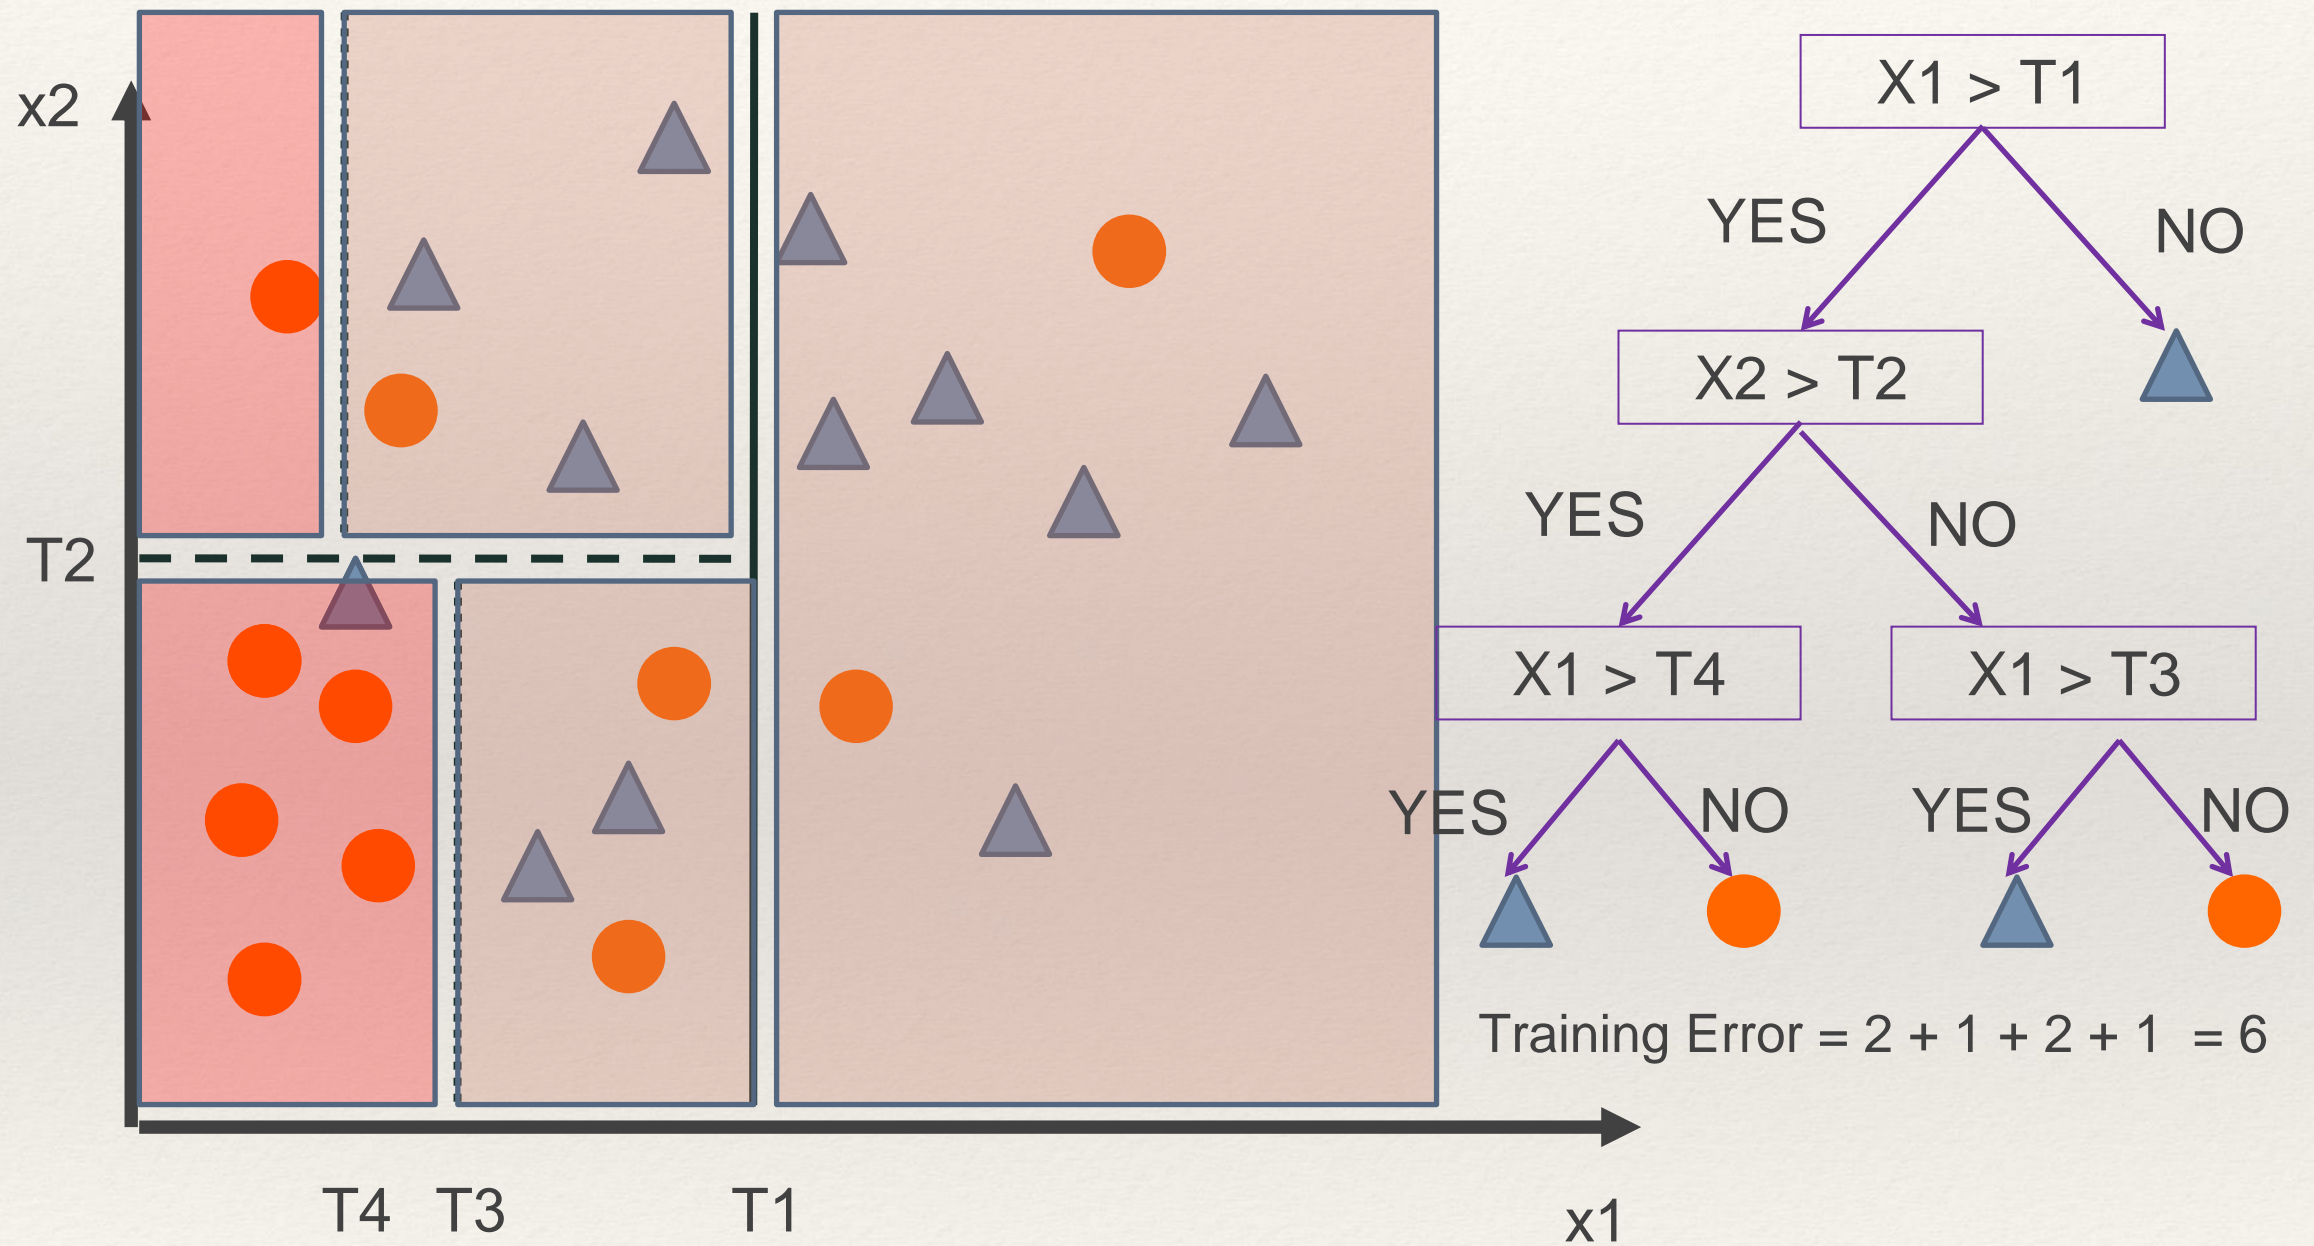 x2
T2
T4
T3
T1
x1
X1 > T1
YES
NO
X2 > T2
YES
NO
X1 > T4
X1 > T3
YES
NO
YES
NO
Training Error = 2 + 1 + 2 + 1 = 6